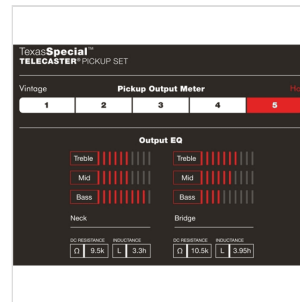 TexasSpecial™
TELECASTER® PICKUP SET
Vintage Pickup Output Meter
1 2 3 4 5
Output EQ
Treble Treble
Mid Mid
Bass Bass
Neck Bridge
DC RESISTANCE INDUCTANCE DC RESISTANCE INDUCTANCE
Ω 9.5k L 3.3h Ω 10.5k L 3.95h